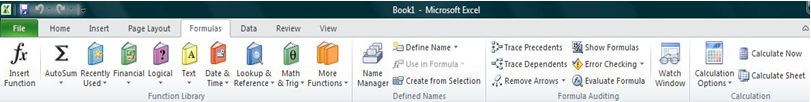 Book1 - Microsoft Excel
File Home Insert Page Layout Formulas Data Review View
fx Insert Function
Σ AutoSum
Recently Used
Financial
Logical
A Text
Date & Time
Lookup & Reference
θ Math & Trig
More Functions
Function Library
Name Manager
Define Name
Use in Formula
Create from Selection
Defined Names
Trace Precedents
Trace Dependents
Remove Arrows
Show Formulas
Error Checking
Evaluate Formula
Watch Window
Formula Auditing
Calculation Options
Calculate Now
Calculate Sheet
Calculation